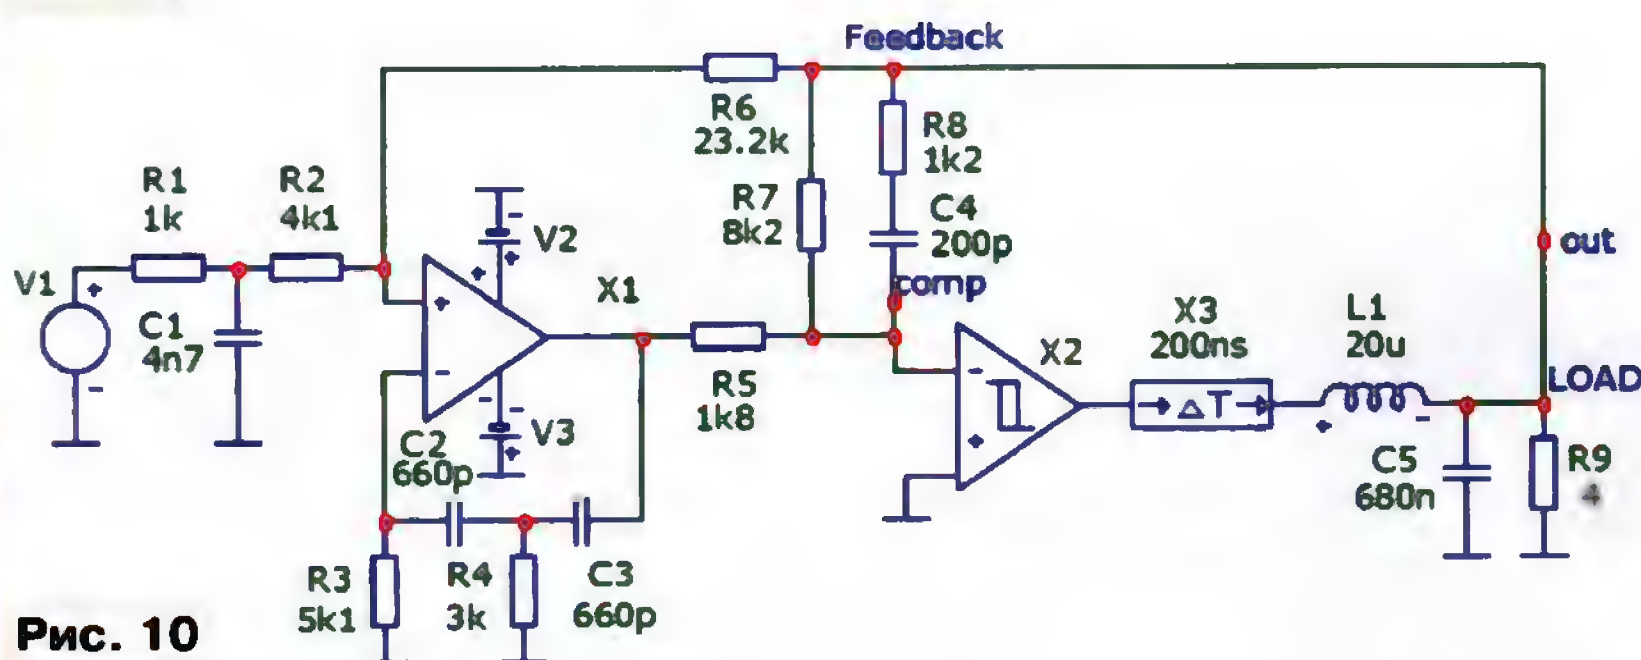 Feedback
R6
23.2k
R8
1k2
R1
1k
R2
4k1
R7
8k2
C4
200p
V2
out
V1
+
-
comp
X1
C1
4n7
X3
200ns
L1
20u
X2
R5
1k8
LOAD
ΔT
V3
C2
660p
C5
680n
R9
4
R3
5k1
R4
3k
C3
660p
Рис. 10